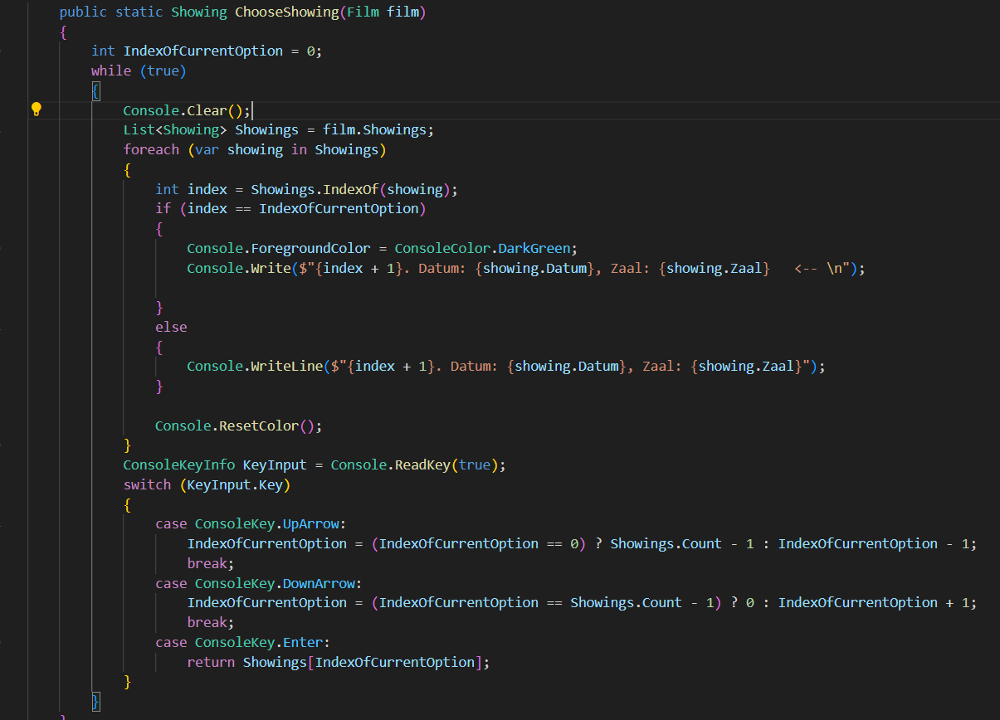 public static Showing ChooseShowing(Film film)
{
int IndexOfCurrentOption = 0;
while (true)
{
Console.Clear();
List<Showing> Showings = film.Showings;
foreach (var showing in Showings)
{
int index = Showings.IndexOf(showing);
if (index == IndexOfCurrentOption)
{
Console.ForegroundColor = ConsoleColor.DarkGreen;
Console.Write($"{index + 1}. Datum: {showing.Datum}, Zaal: {showing.Zaal}   <-- \n");
}
else
{
Console.WriteLine($"{index + 1}. Datum: {showing.Datum}, Zaal: {showing.Zaal}");
}
Console.ResetColor();
}
ConsoleKeyInfo KeyInput = Console.ReadKey(true);
switch (KeyInput.Key)
{
case ConsoleKey.UpArrow:
IndexOfCurrentOption = (IndexOfCurrentOption == 0) ? Showings.Count - 1 : IndexOfCurrentOption - 1;
break;
case ConsoleKey.DownArrow:
IndexOfCurrentOption = (IndexOfCurrentOption == Showings.Count - 1) ? 0 : IndexOfCurrentOption + 1;
break;
case ConsoleKey.Enter:
return Showings[IndexOfCurrentOption];
}
}
}